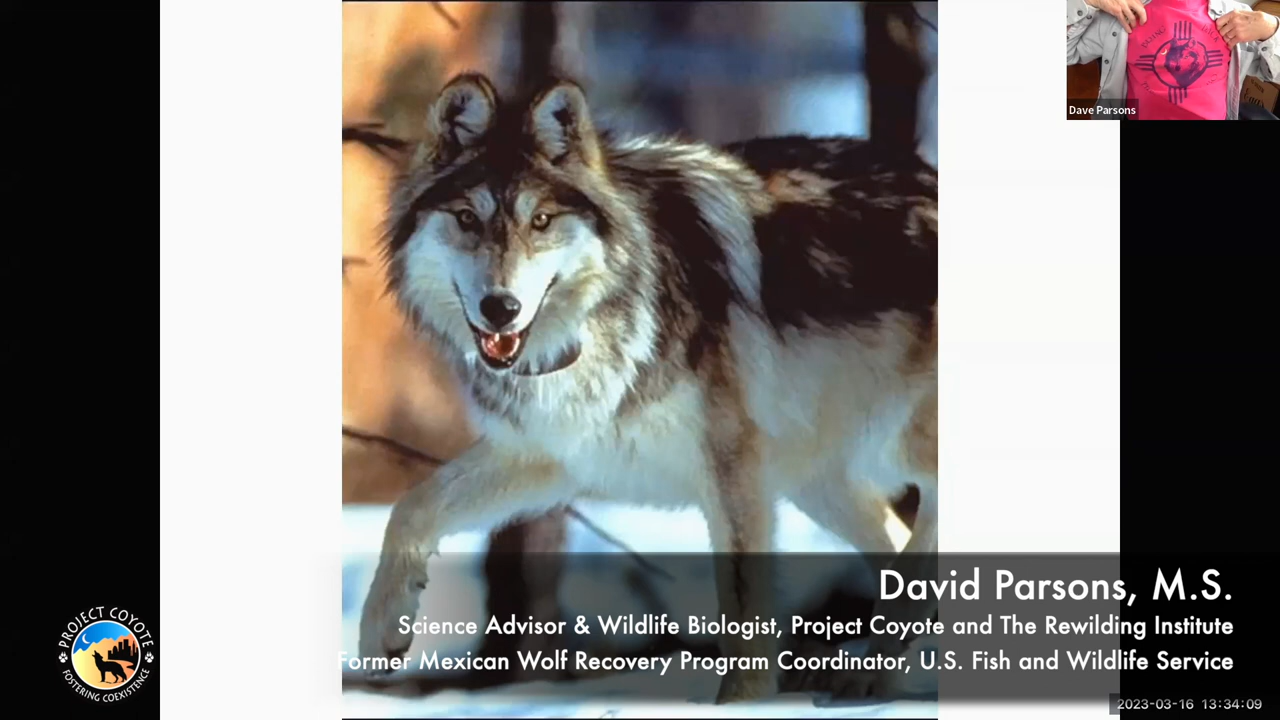 Dave Parsons
David Parsons, M.S.
Science Advisor & Wildlife Biologist, Project Coyote and The Rewilding Institute
Former Mexican Wolf Recovery Program Coordinator, U.S. Fish and Wildlife Service
PROJECT COYOTE
FOSTERING COEXISTENCE
2023-03-16 13:34:09